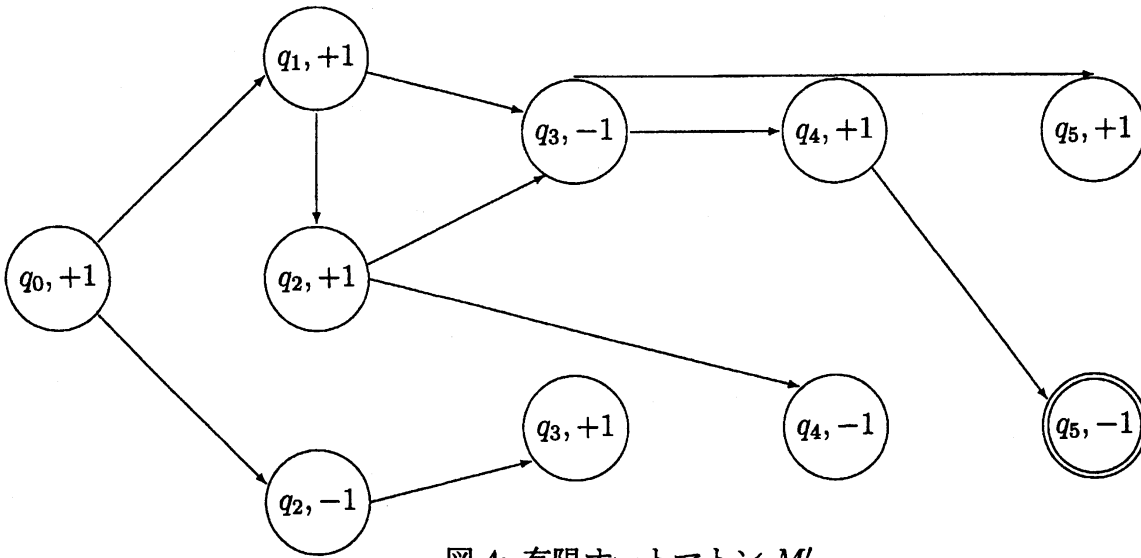 q₁, +1
q₃, −1
q₄, +1
q₅, +1
q₀, +1
q₂, +1
q₃, +1
q₄, −1
q₅, −1
q₂, −1
図 4: 有限オートマトン M′